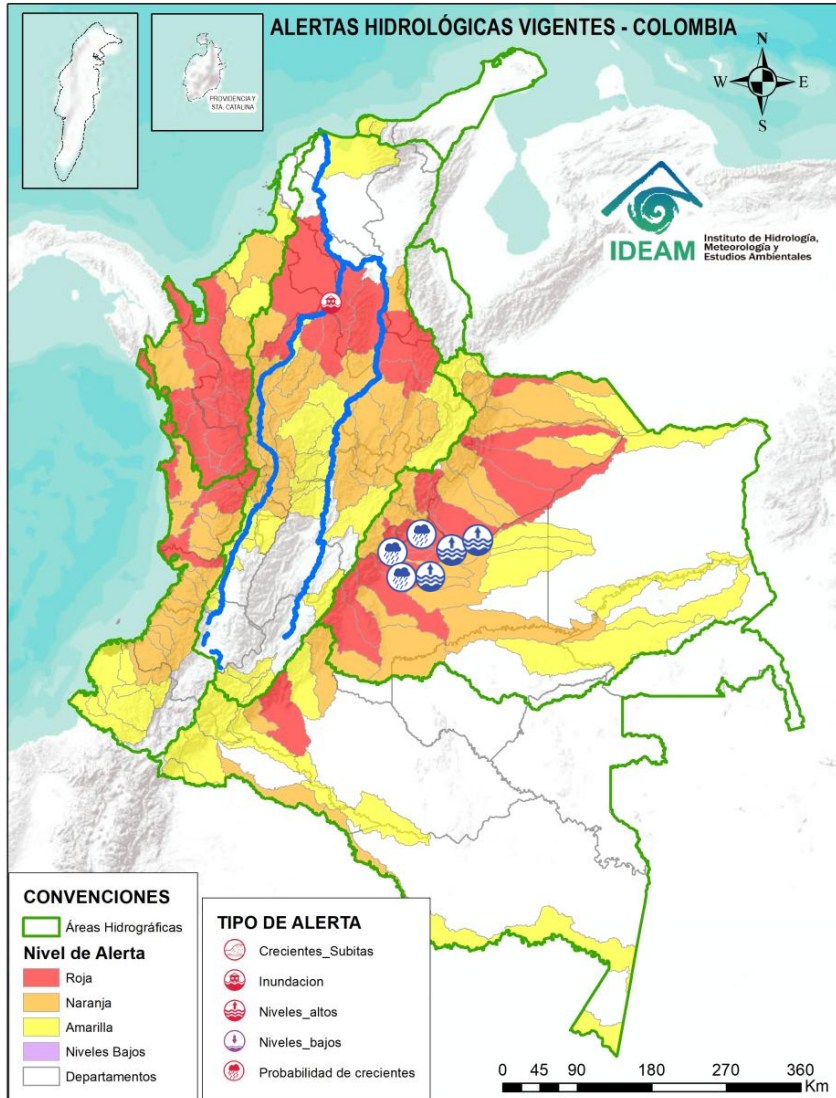 ALERTAS HIDROLÓGICAS VIGENTES - COLOMBIA
PROVIDENCIA Y
STA. CATALINA
N
W
E
S
IDEAM
Instituto de Hidrología,
Meteorología y
Estudios Ambientales
CONVENCIONES
Áreas Hidrográficas
Nivel de Alerta
Roja
Naranja
Amarilla
Niveles Bajos
Departamentos
TIPO DE ALERTA
Crecientes_Subitas
Inundacion
Niveles_altos
Niveles_bajos
Probabilidad de crecientes
0 45 90 180 270 360
Km